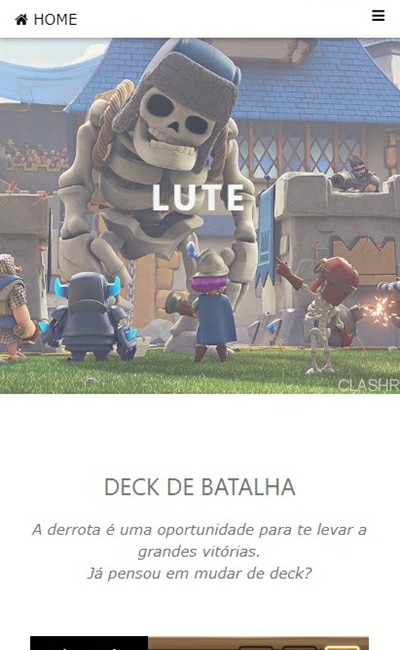 HOME
LUTE
CLASHR
DECK DE BATALHA
A derrota é uma oportunidade para te levar a
grandes vitórias.
Já pensou em mudar de deck?